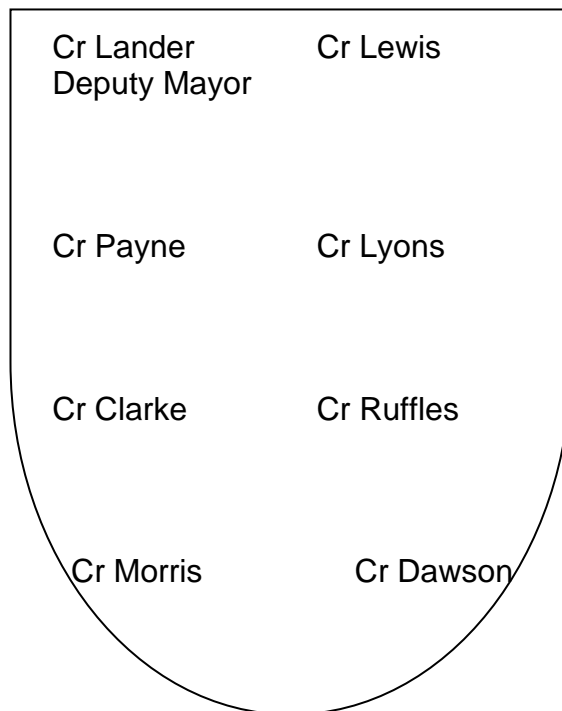 Cr Lander Cr Lewis
Deputy Mayor
Cr Payne Cr Lyons
Cr Clarke Cr Ruffles
Cr Morris Cr Dawson